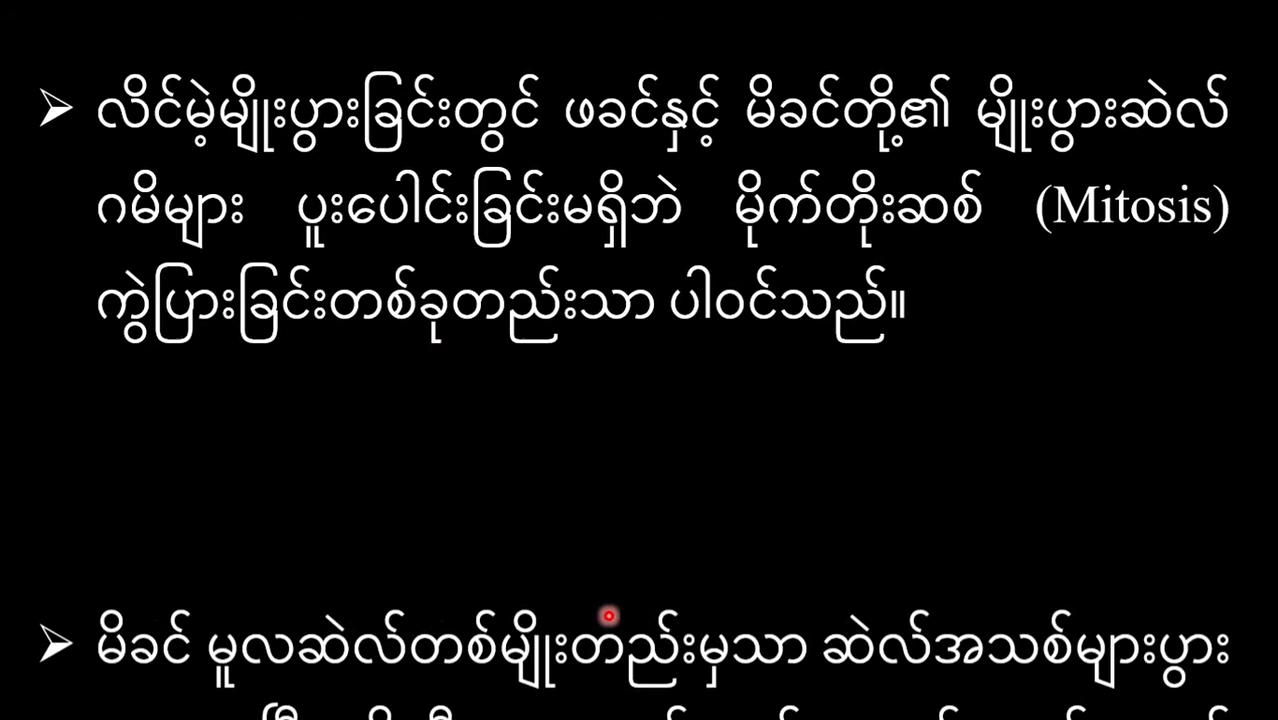 ➢ လိင်မဲ့မျိုးပွားခြင်းတွင် ဖခင်နှင့် မိခင်တို့၏ မျိုးပွားဆဲလ်
ဂမိများ ပူးပေါင်းခြင်းမရှိဘဲ မိုက်တိုးဆစ် (Mitosis)
ကွဲပြားခြင်းတစ်ခုတည်းသာ ပါဝင်သည်။
➢ မိခင် မူလဆဲလ်တစ်မျိုးတည်းမှသာ ဆဲလ်အသစ်များပွား